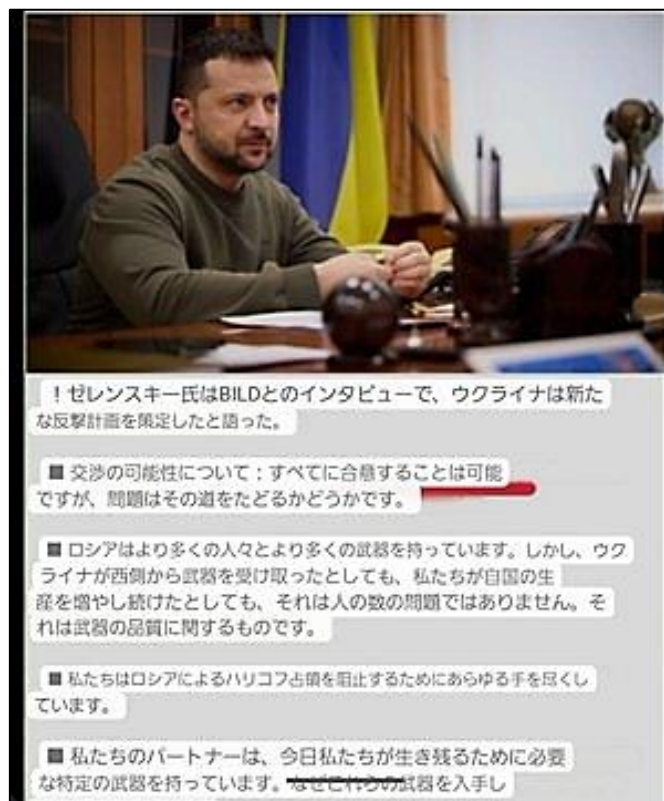 ！ゼレンスキー氏はBILDとのインタビューで、ウクライナは新た
な反撃計画を策定したと語った。
■ 交渉の可能性について：すべてに合意することは可能
ですが、問題はその道をたどるかどうかです。
■ ロシアはより多くの人々とより多くの武器を持っています。しかし、ウク
ライナが西側から武器を受け取ったとしても、私たちが自国の生
産を増やし続けたとしても、それは人の数の問題ではありません。そ
れは武器の品質に関するものです。
■ 私たちはロシアによるハリコフ占領を阻止するためにあらゆる手を尽くし
ています。
■ 私たちのパートナーは、今日私たちが生き残るために必要
な特定の武器を持っています。なぜこれらの武器を入手し